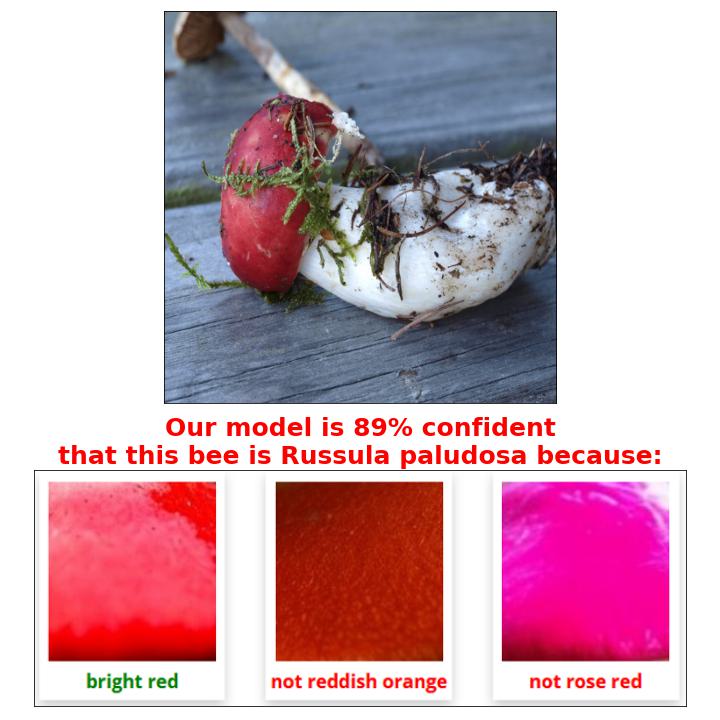 Our model is 89% confident
that this bee is Russula paludosa because:
bright red
not reddish orange
not rose red